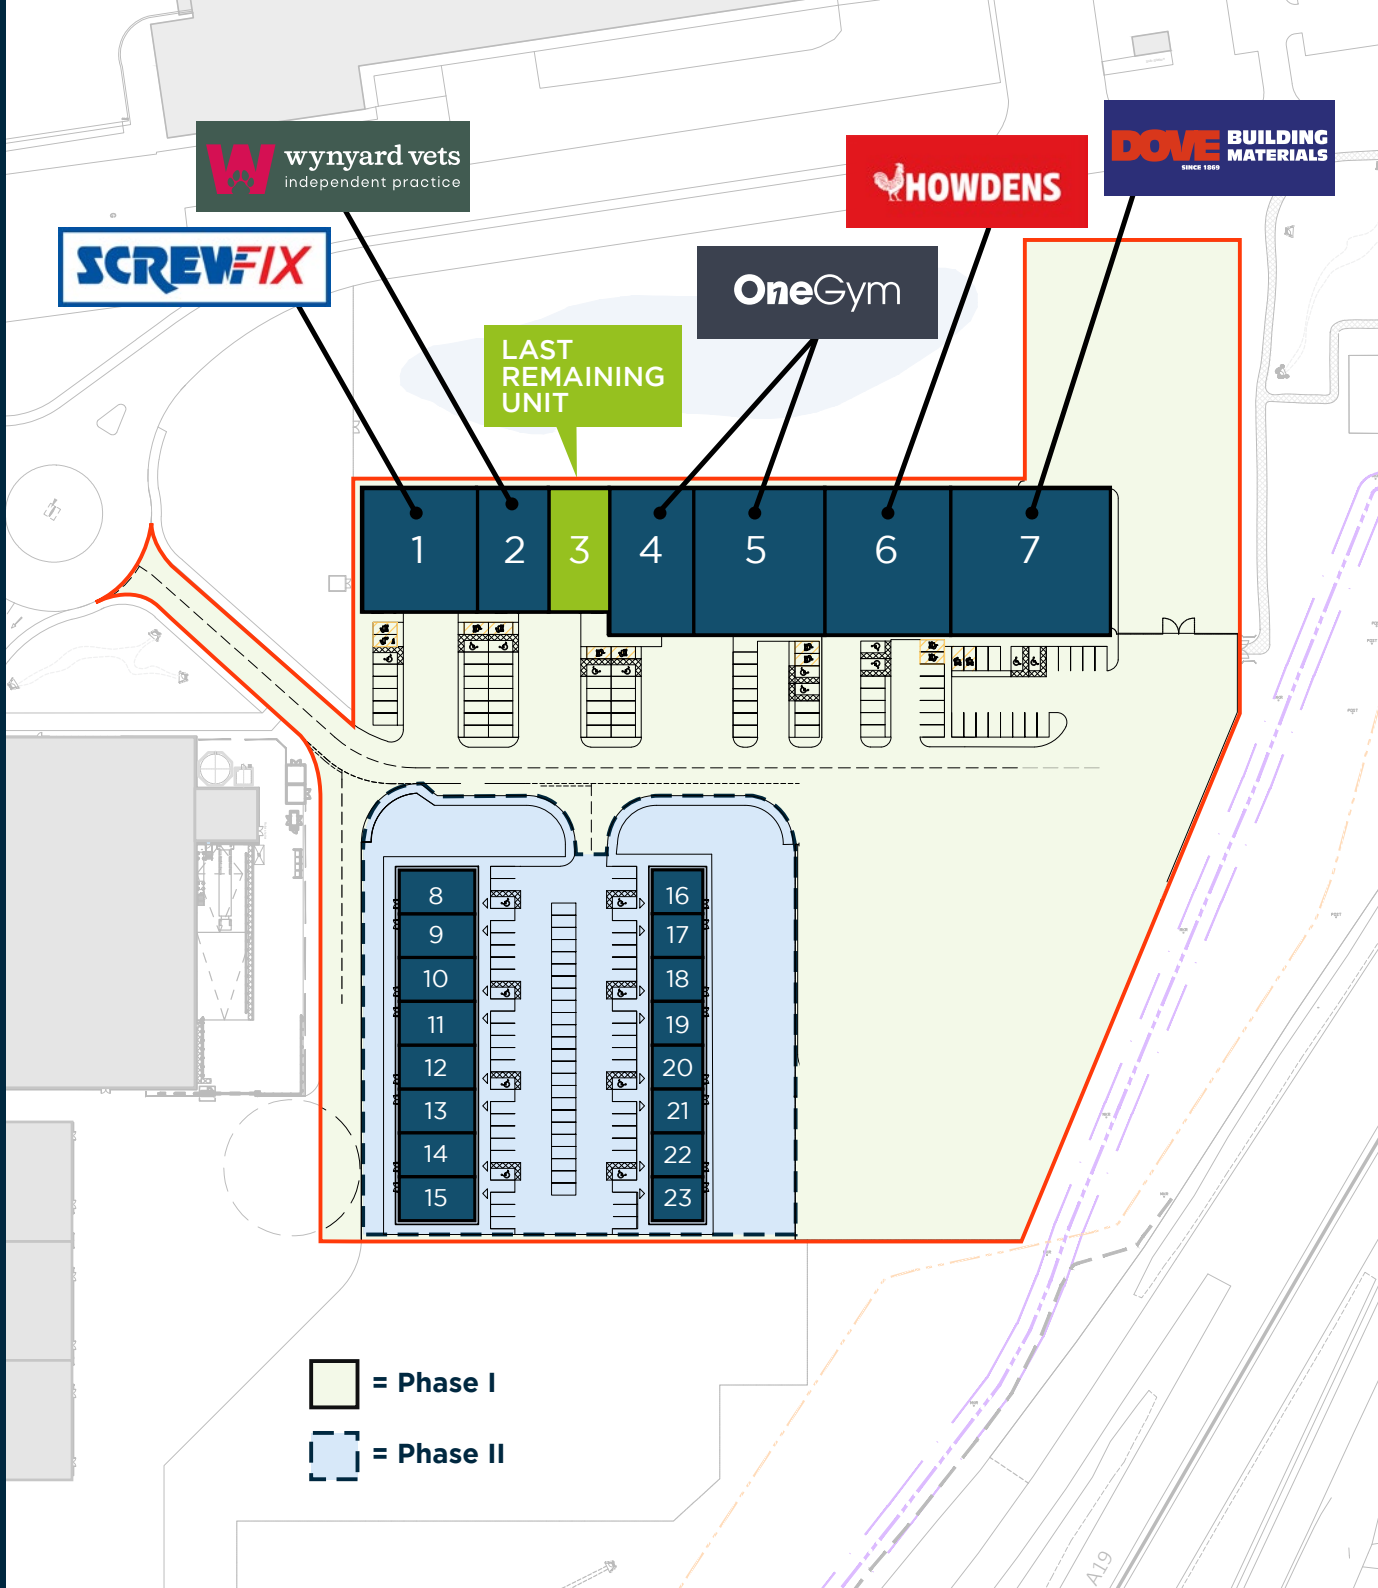 DOVE BUILDING
MATERIALS
SINCE 1869
wynyard vets
independent practice
HOWDENS
SCREWFIX
OneGym
LAST
REMAINING
UNIT
1
2
3
4
5
6
7
8
9
10
11
12
13
14
15
16
17
18
19
20
21
22
23
= Phase I
= Phase II
A19